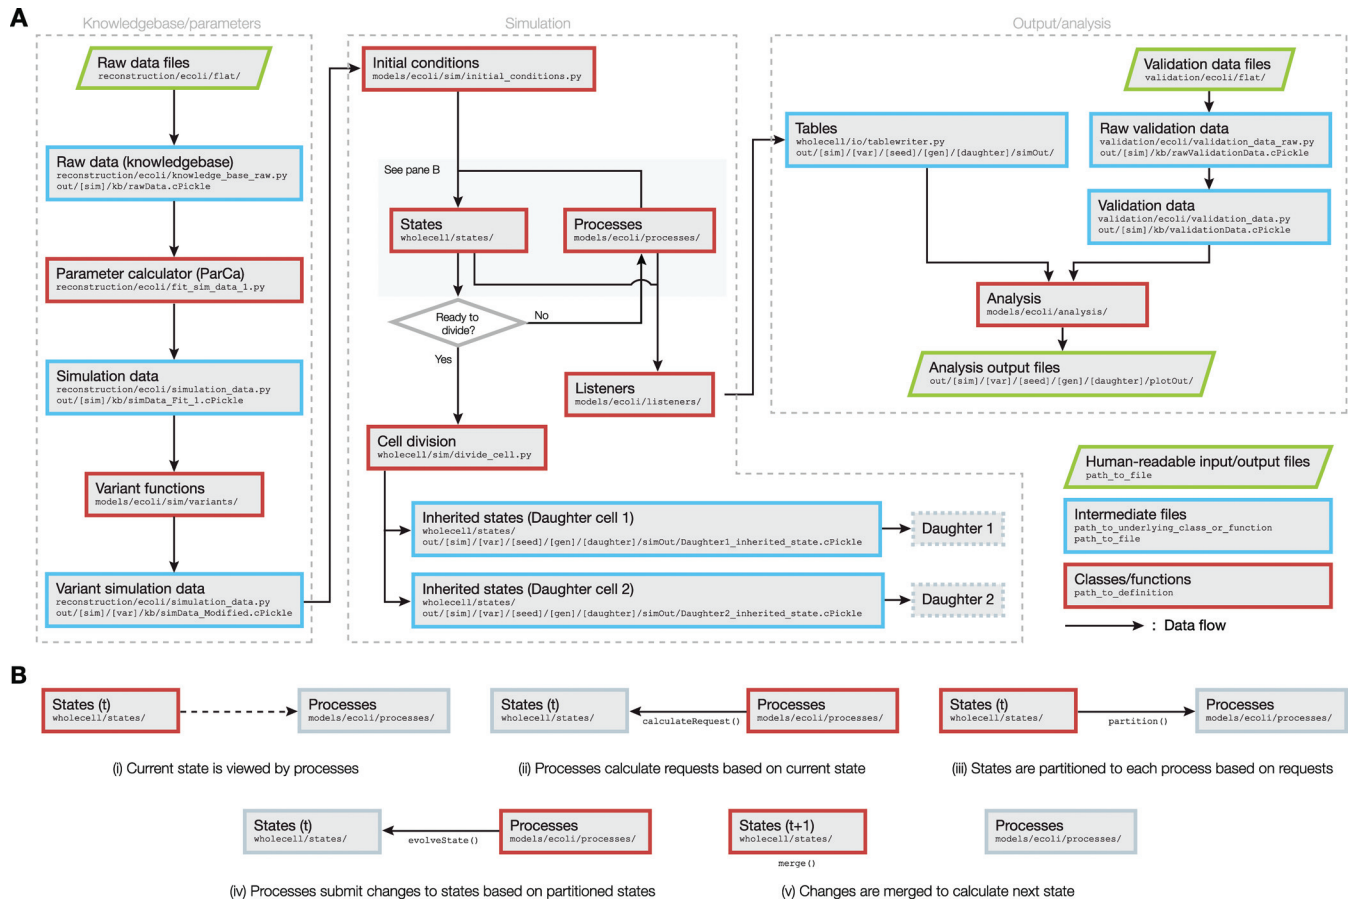 A
Knowledgebase/parameters
Simulation
Output/analysis
Raw data files
reconstruction/ecoli/flat/
Raw data (knowledgebase)
reconstruction/ecoli/knowledge_base_raw.py
out/[sim]/kb/rawData.cPickle
Parameter calculator (ParCa)
reconstruction/ecoli/fit_sim_data_1.py
Simulation data
reconstruction/ecoli/simulation_data.py
out/[sim]/kb/simData_Fit_1.cPickle
Variant functions
models/ecoli/sim/variants/
Variant simulation data
reconstruction/ecoli/simulation_data.py
out/[sim]/[var]/kb/simData_Modified.cPickle
Initial conditions
models/ecoli/sim/initial_conditions.py
See pane B
States
wholecell/states/
Processes
models/ecoli/processes/
Ready to
divide?
No
Yes
Listeners
models/ecoli/listeners/
Cell division
wholecell/sim/divide_cell.py
Inherited states (Daughter cell 1)
wholecell/states/
out/[sim]/[var]/[seed]/[gen]/[daughter]/simOut/Daughter1_inherited_state.cPickle
Daughter 1
Inherited states (Daughter cell 2)
wholecell/states/
out/[sim]/[var]/[seed]/[gen]/[daughter]/simOut/Daughter2_inherited_state.cPickle
Daughter 2
Tables
wholecell/io/tablewriter.py
out/[sim]/[var]/[seed]/[gen]/[daughter]/simOut/
Validation data files
validation/ecoli/flat/
Raw validation data
validation/ecoli/validation_data_raw.py
out/[sim]/kb/rawValidationData.cPickle
Validation data
validation/ecoli/validation_data.py
out/[sim]/kb/validationData.cPickle
Analysis
models/ecoli/analysis/
Analysis output files
out/[sim]/[var]/[seed]/[gen]/[daughter]/plotOut/
Human-readable input/output files
path_to_file
Intermediate files
path_to_underlying_class_or_function
path_to_file
Classes/functions
path_to_definition
: Data flow
B
States (t)
wholecell/states/
Processes
models/ecoli/processes/
(i) Current state is viewed by processes
States (t)
wholecell/states/
calculateRequest()
Processes
models/ecoli/processes/
(ii) Processes calculate requests based on current state
States (t)
wholecell/states/
partition()
Processes
models/ecoli/processes/
(iii) States are partitioned to each process based on requests
States (t)
wholecell/states/
evolveState()
Processes
models/ecoli/processes/
(iv) Processes submit changes to states based on partitioned states
States (t+1)
wholecell/states/
merge()
Processes
models/ecoli/processes/
(v) Changes are merged to calculate next state